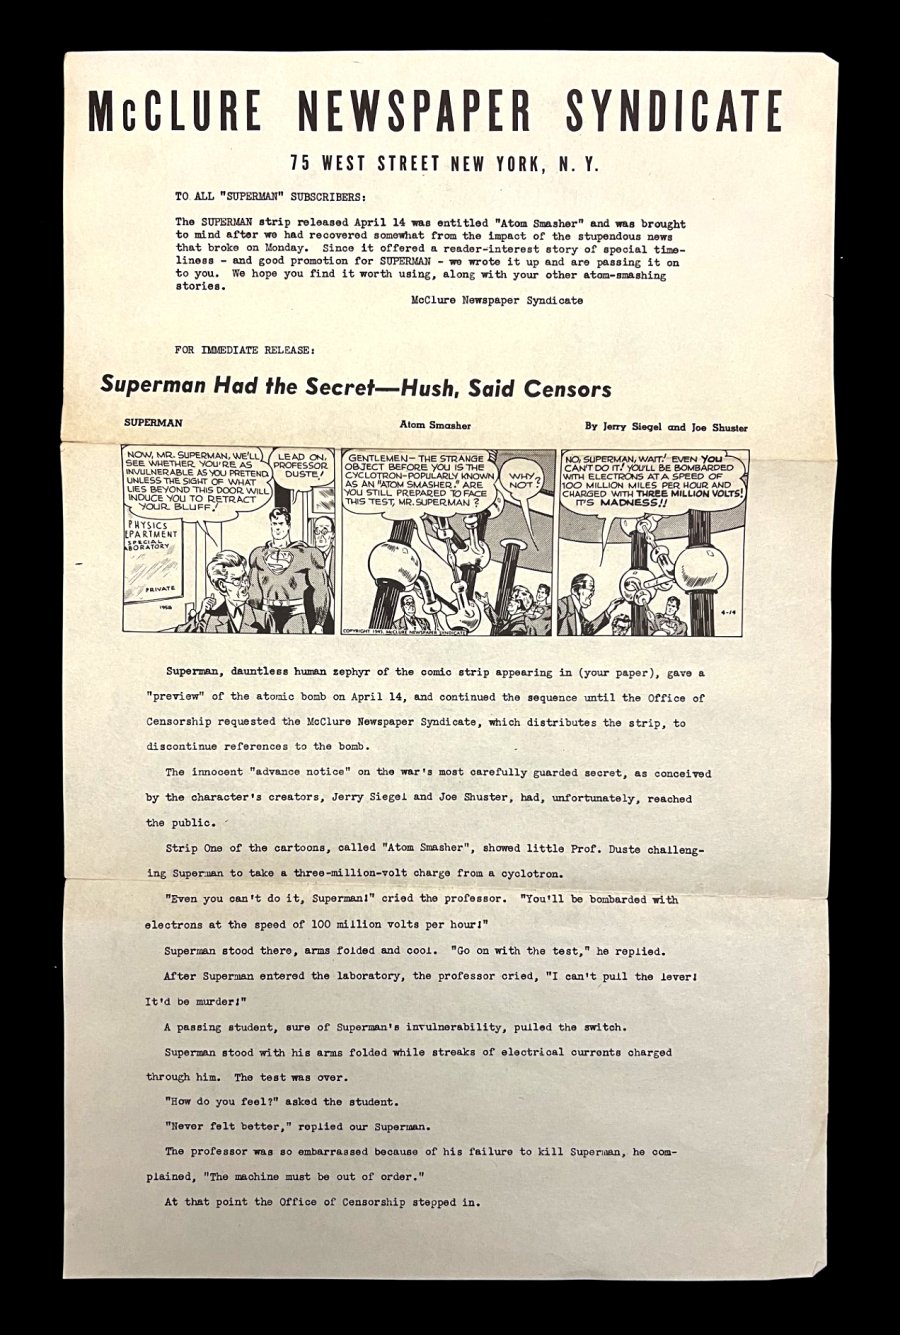 McCLURE NEWSPAPER SYNDICATE
75 WEST STREET NEW YORK, N. Y.
TO ALL "SUPERMAN" SUBSCRIBERS:
The SUPERMAN strip released April 14 was entitled "Atom Smasher" and was brought
to mind after we had recovered somewhat from the impact of the stupendous news
that broke on Monday. Since it offered a reader-interest story of special time-
liness - and good promotion for SUPERMAN - we wrote it up and are passing it on
to you. We hope you find it worth using, along with your other atom-smashing
stories.
McClure Newspaper Syndicate
FOR IMMEDIATE RELEASE:
Superman Had the Secret—Hush, Said Censors
SUPERMAN
Atom Smasher
By Jerry Siegel and Joe Shuster
NOW, MR. SUPERMAN, WE'LL
SEE WHETHER YOU'RE AS
INVULNERABLE AS YOU PRETEND,
UNLESS THE SIGHT OF WHAT
LIES BEYOND THIS DOOR WILL
INDUCE YOU TO RETRACT
YOUR BLUFF!
LEAD ON,
PROFESSOR
DUSTE!
PHYSICS
EPARTMENT
SPECIAL
ABORATORY
PRIVATE
1958
GENTLEMEN- THE STRANGE
OBJECT BEFORE YOU IS THE
CYCLOTRON-POPULARLY KNOWN
AS AN "ATOM SMASHER." ARE
YOU STILL PREPARED TO FACE
THIS TEST, MR. SUPERMAN?
WHY
NOT?
COPYRIGHT 1945, McCLURE NEWSPAPER SYNDICATE
NO, SUPERMAN, WAIT! EVEN YOU
CAN'T DO IT! YOU'LL BE BOMBARDED
WITH ELECTRONS AT A SPEED OF
100 MILLION MILES PER HOUR AND
CHARGED WITH THREE MILLION VOLTS!
IT'S MADNESS!!
4-14
Superman, dauntless human zephyr of the comic strip appearing in (your paper), gave a
"preview" of the atomic bomb on April 14, and continued the sequence until the Office of
Censorship requested the McClure Newspaper Syndicate, which distributes the strip, to
discontinue references to the bomb.
The innocent "advance notice" on the war's most carefully guarded secret, as conceived
by the character's creators, Jerry Siegel and Joe Shuster, had, unfortunately, reached
the public.
Strip One of the cartoons, called "Atom Smasher", showed little Prof. Duste challeng-
ing Superman to take a three-million-volt charge from a cyclotron.
"Even you can't do it, Superman!" cried the professor. "You'll be bombarded with
electrons at the speed of 100 million volts per hour!"
Superman stood there, arms folded and cool. "Go on with the test," he replied.
After Superman entered the laboratory, the professor cried, "I can't pull the lever!
It'd be murder!"
A passing student, sure of Superman's invulnerability, pulled the switch.
Superman stood with his arms folded while streaks of electrical currents charged
through him. The test was over.
"How do you feel?" asked the student.
"Never felt better," replied our Superman.
The professor was so embarrassed because of his failure to kill Superman, he com-
plained, "The machine must be out of order."
At that point the Office of Censorship stepped in.